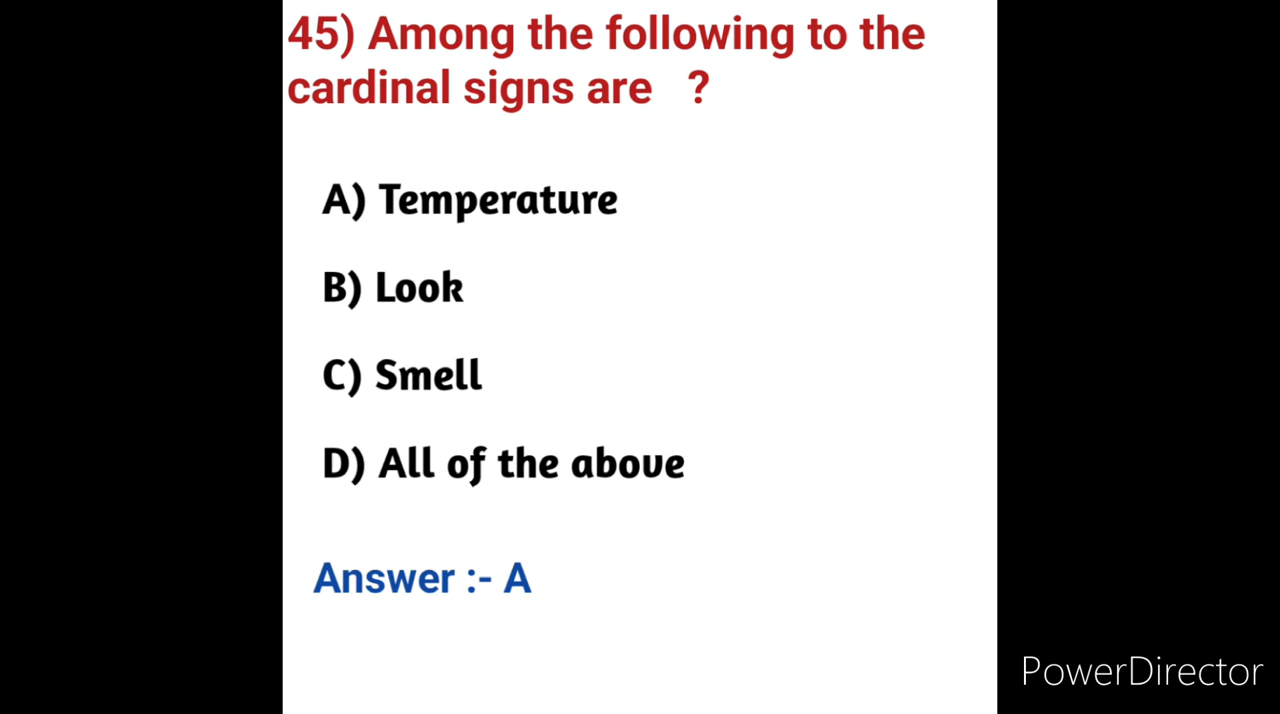 45) Among the following to the
cardinal signs are ?
A) Temperature
B) Look
C) Smell
D) All of the above
Answer :- A
PowerDirector